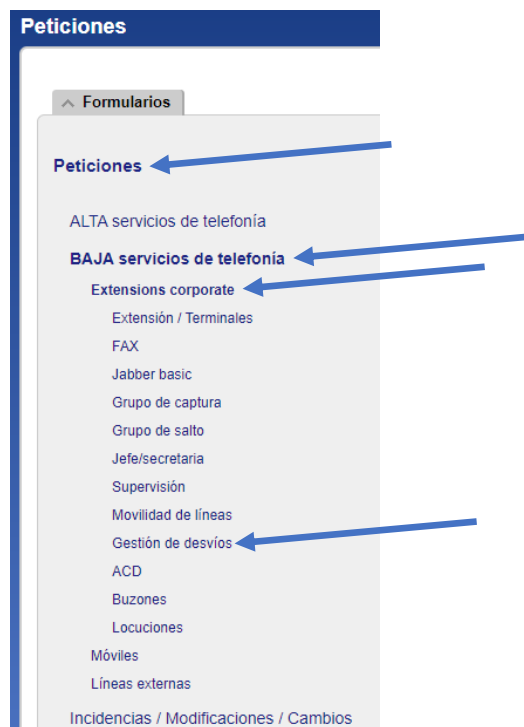 Peticiones
Formularios
Peticiones
ALTA servicios de telefonía
BAJA servicios de telefonía
Extensions corporate
Extensión / Terminales
FAX
Jabber basic
Grupo de captura
Grupo de salto
Jefe/secretaria
Supervisión
Movilidad de líneas
Gestión de desvíos
ACD
Buzones
Locuciones
Móviles
Líneas externas
Incidencias / Modificaciones / Cambios